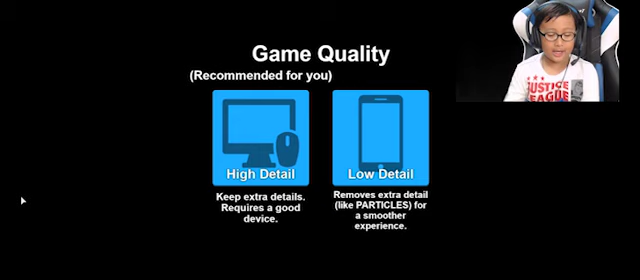 Game Quality
(Recommended for you)
High Detail
Keep extra details.
Requires a good
device.
Low Detail
Removes extra detail
(like PARTICLES) for
a smoother
experience.
JUSTICE
LEAGUE